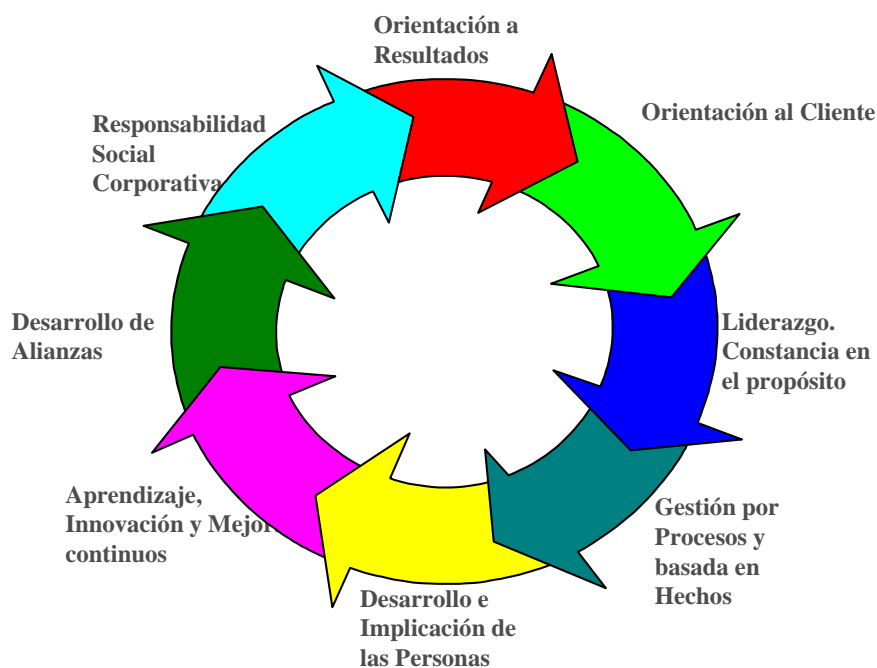 Orientación a
Resultados
Orientación al Cliente
Liderazgo.
Constancia en
el propósito
Gestión por
Procesos y
basada en
Hechos
Desarrollo e
Implicación de
las Personas
Aprendizaje,
Innovación y Mejor
continuos
Desarrollo de
Alianzas
Responsabilidad
Social
Corporativa